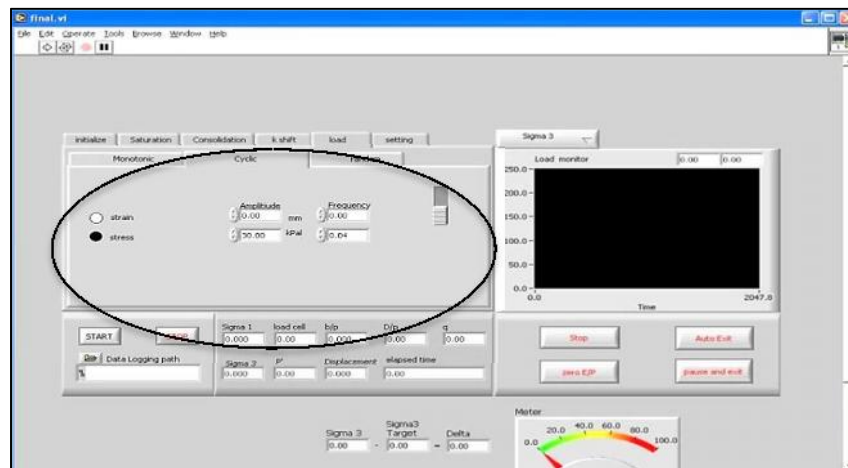 final.vi
File Edit Operate Tools Browse Window Help
initialize Saturation Consolidation k shift load setting
Monotonic Cyclic random
Amplitiude Frequency
strain 0.00 mm 0.00
stress 30.00 kPal 0.04
Sigma 3
Load monitor 0.00 0.00
250.0
200.0
150.0
100.0
50.0
0.0
0.0 2047.0
Time
START STOP
Data Logging path
Sigma 1 load cell b/p D/p q
0.000 0.00 0.000 0.00 0.00
Sigma 3 P' Displacement elapsed time
0.000 0.00 0.000 0.00
Stop Auto Exit
zero E/P pause and exit
Sigma 3 Sigma3 Target Delta
0.00 - 0.00 = 0.00
Meter
0.0 20.0 40.0 60.0 80.0 100.0